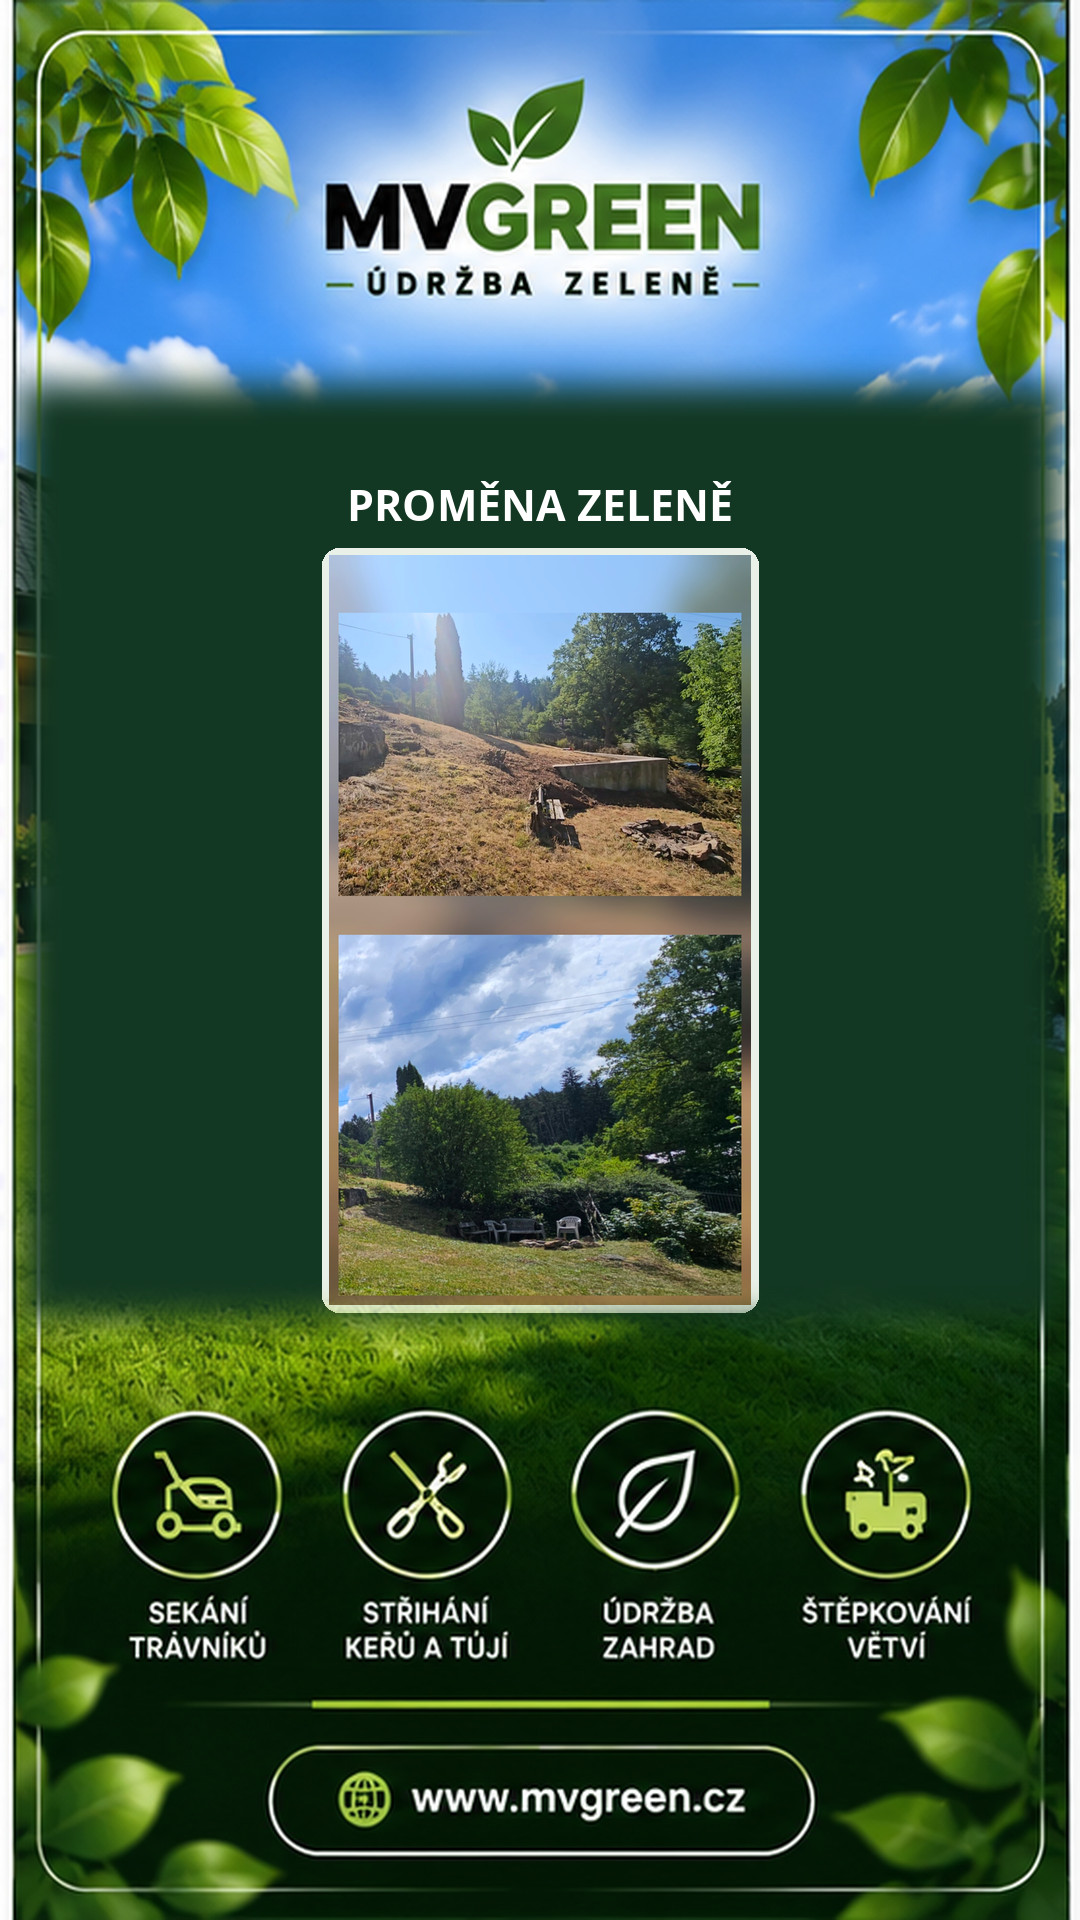 MVGREEN
ÚDRŽBA ZELENĚ
PROMĚNA ZELENĚ
SEKÁNÍ
TRÁVNÍKŮ
STŘIHÁNÍ
KEŘŮ A TÚJÍ
ÚDRŽBA
ZAHRAD
ŠTĚPKOVÁNÍ
VĚTVÍ
www.mvgreen.cz